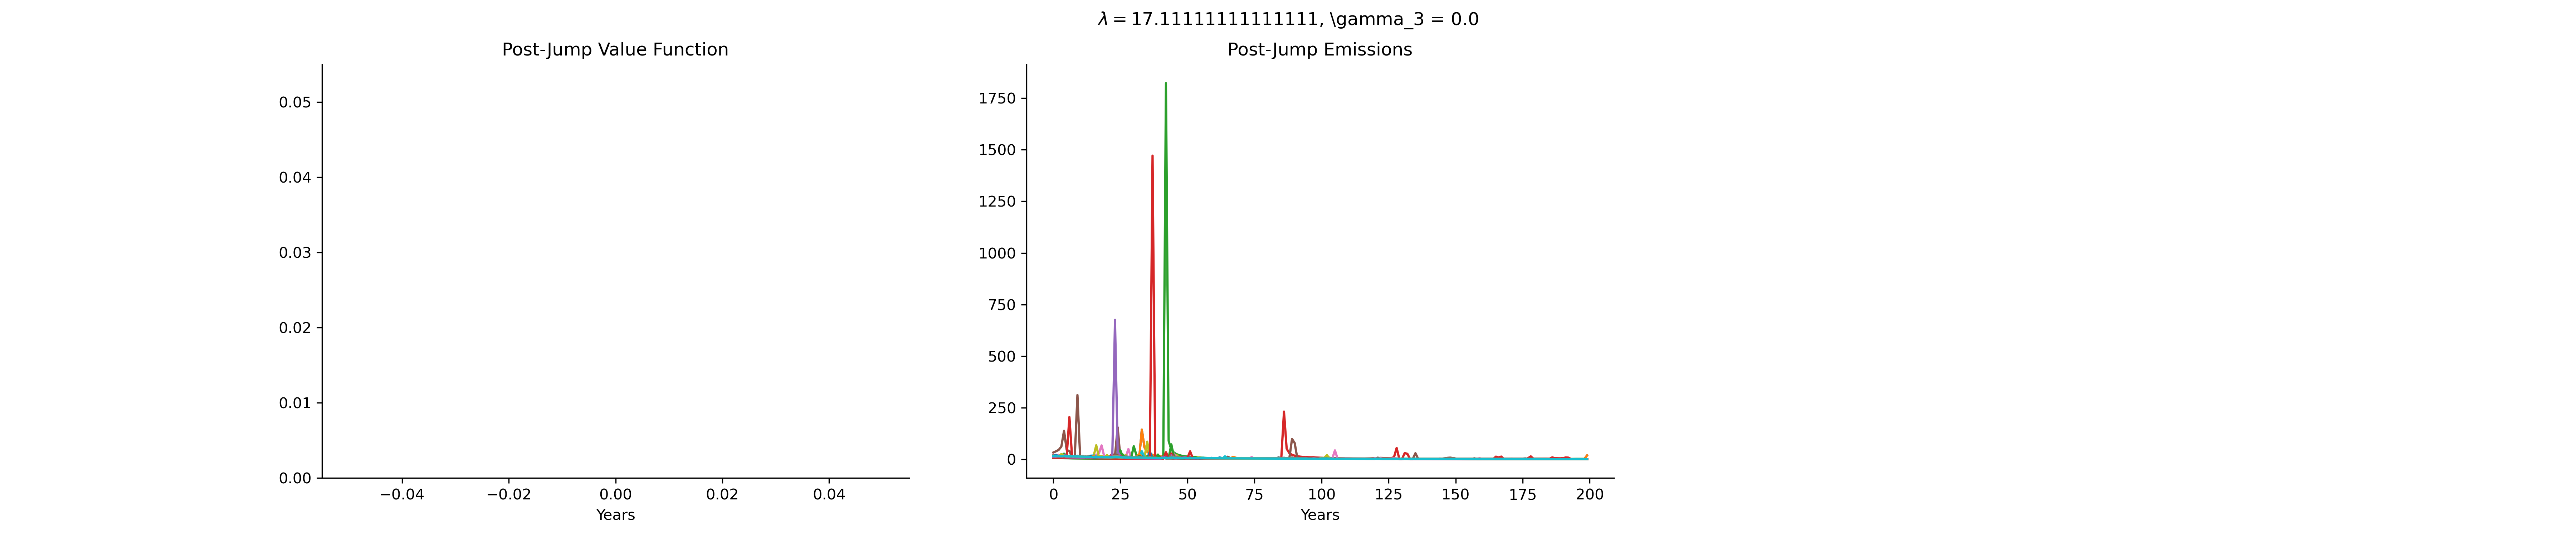 λ = 17.11111111111111, \gamma_3 = 0.0
Post-Jump Value Function
0.05
0.04
0.03
0.02
0.01
0.00
−0.04 −0.02 0.00 0.02 0.04
Years
Post-Jump Emissions
1750
1500
1250
1000
750
500
250
0
0 25 50 75 100 125 150 175 200
Years